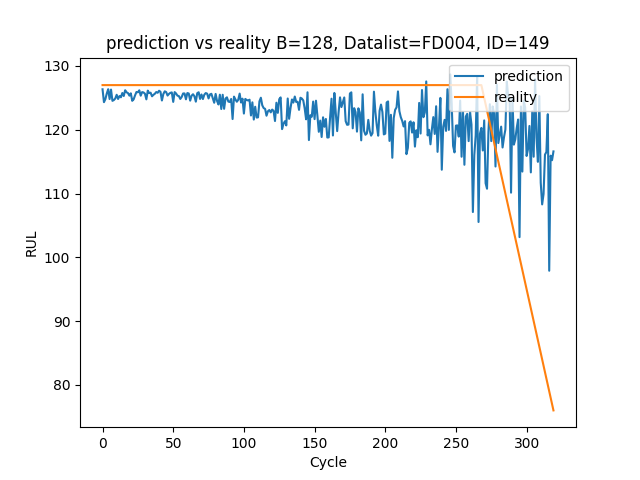 prediction vs reality B=128, Datalist=FD004, ID=149
prediction
reality
130
120
110
100
90
80
RUL
0
50
100
150
200
250
300
Cycle